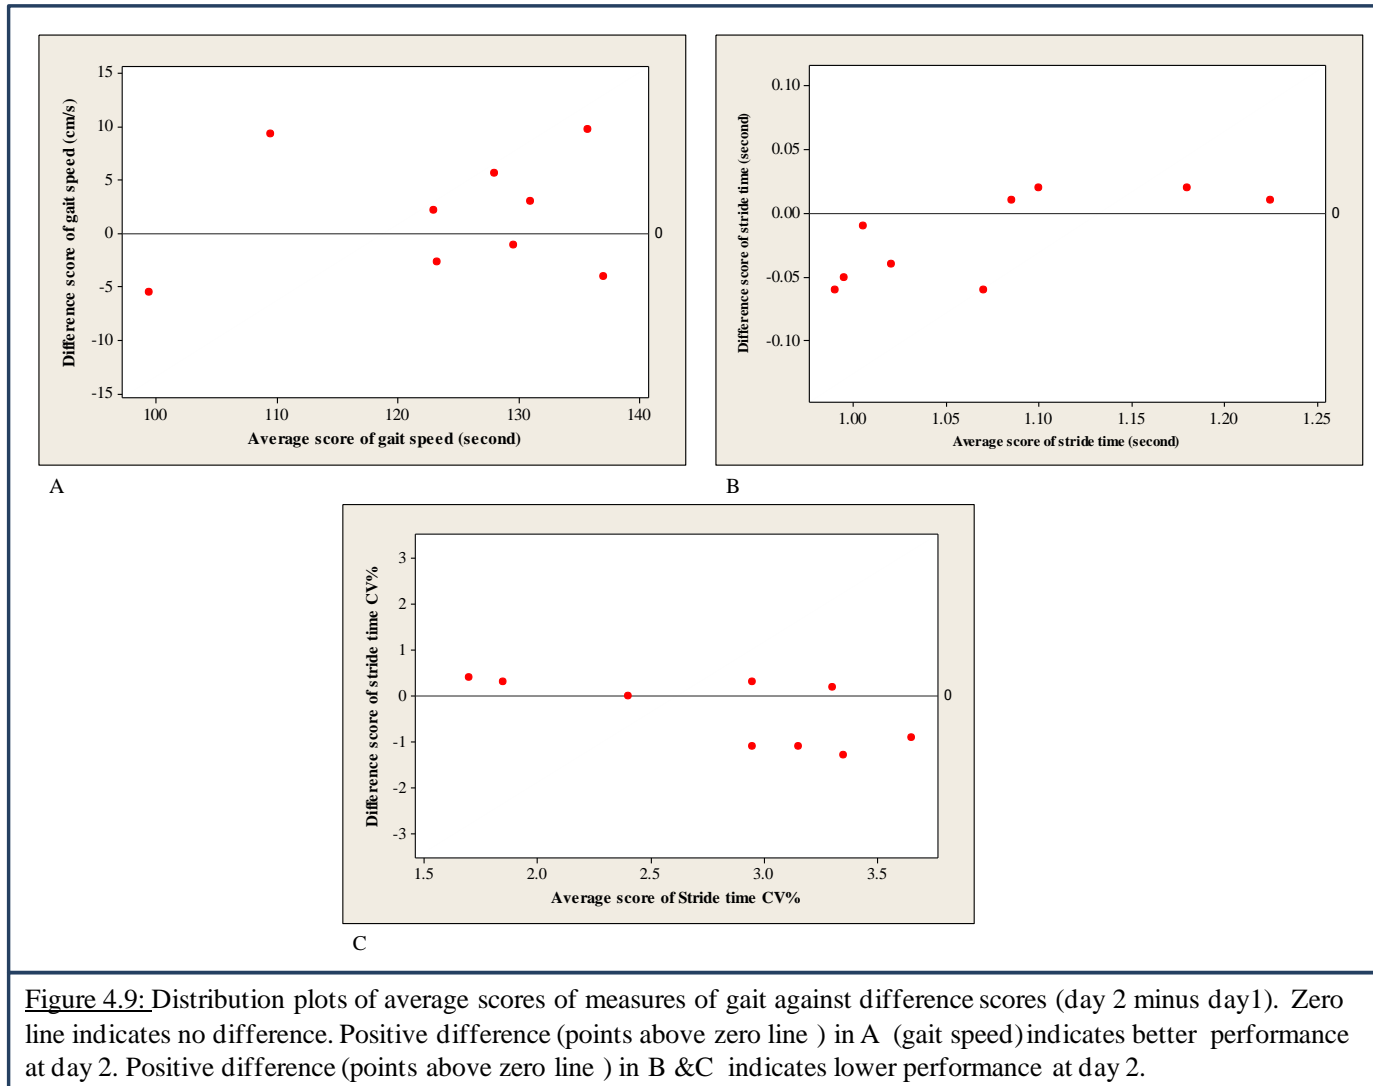 15
10
5
0
-5
-10
-15
Difference score of gait speed (cm/s)
0
100 110 120 130 140
Average score of gait speed (second)
A
0.10
0.05
0.00
-0.05
-0.10
Difference score of stride time (second)
0
1.00 1.05 1.10 1.15 1.20 1.25
Average score of stride time (second)
B
3
2
1
0
-1
-2
-3
Difference score of stride time CV%
0
1.5 2.0 2.5 3.0 3.5
Average score of Stride time CV%
C
Figure 4.9: Distribution plots of average scores of measures of gait against difference scores (day 2 minus day1). Zero
line indicates no difference. Positive difference (points above zero line ) in A (gait speed) indicates better performance
at day 2. Positive difference (points above zero line ) in B &C indicates lower performance at day 2.